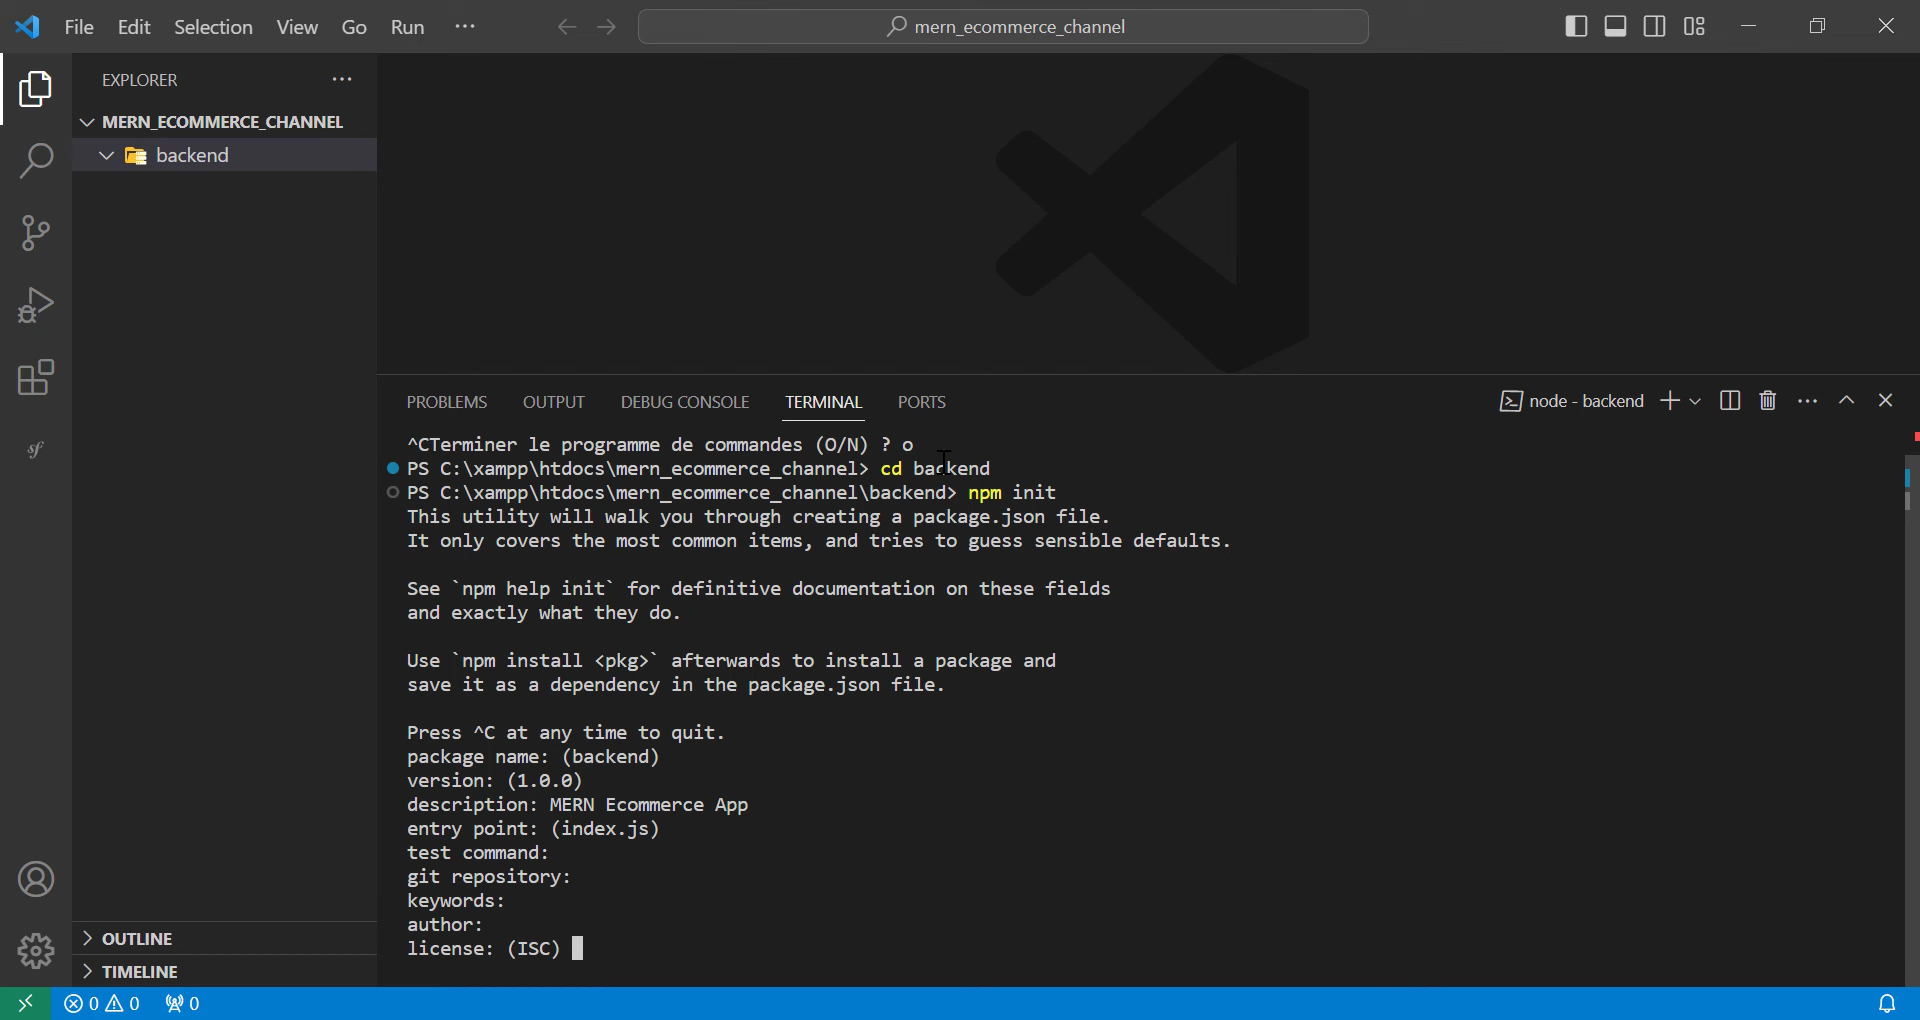 File Edit Selection View Go Run ···
mern_ecommerce_channel
EXPLORER
MERN_ECOMMERCE_CHANNEL
backend
OUTLINE
TIMELINE
PROBLEMS OUTPUT DEBUG CONSOLE TERMINAL PORTS
node - backend
^CTerminer le programme de commandes (O/N) ? o
PS C:\xampp\htdocs\mern_ecommerce_channel> cd backend
PS C:\xampp\htdocs\mern_ecommerce_channel\backend> npm init
This utility will walk you through creating a package.json file.
It only covers the most common items, and tries to guess sensible defaults.
See `npm help init` for definitive documentation on these fields
and exactly what they do.
Use `npm install <pkg>` afterwards to install a package and
save it as a dependency in the package.json file.
Press ^C at any time to quit.
package name: (backend)
version: (1.0.0)
description: MERN Ecommerce App
entry point: (index.js)
test command:
git repository:
keywords:
author:
license: (ISC)
0 0 0